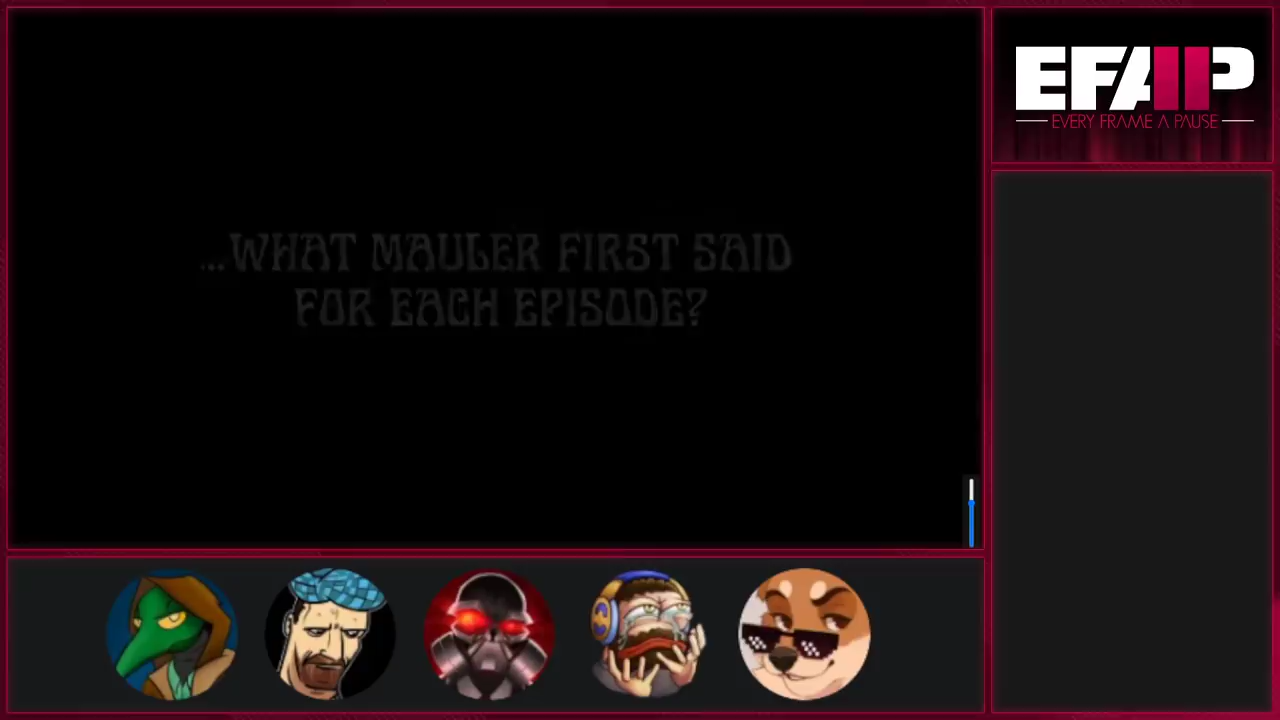 ...WHAT MAULER FIRST SAID
FOR EACH EPISODE?
EFAP
EVERY FRAME A PAUSE